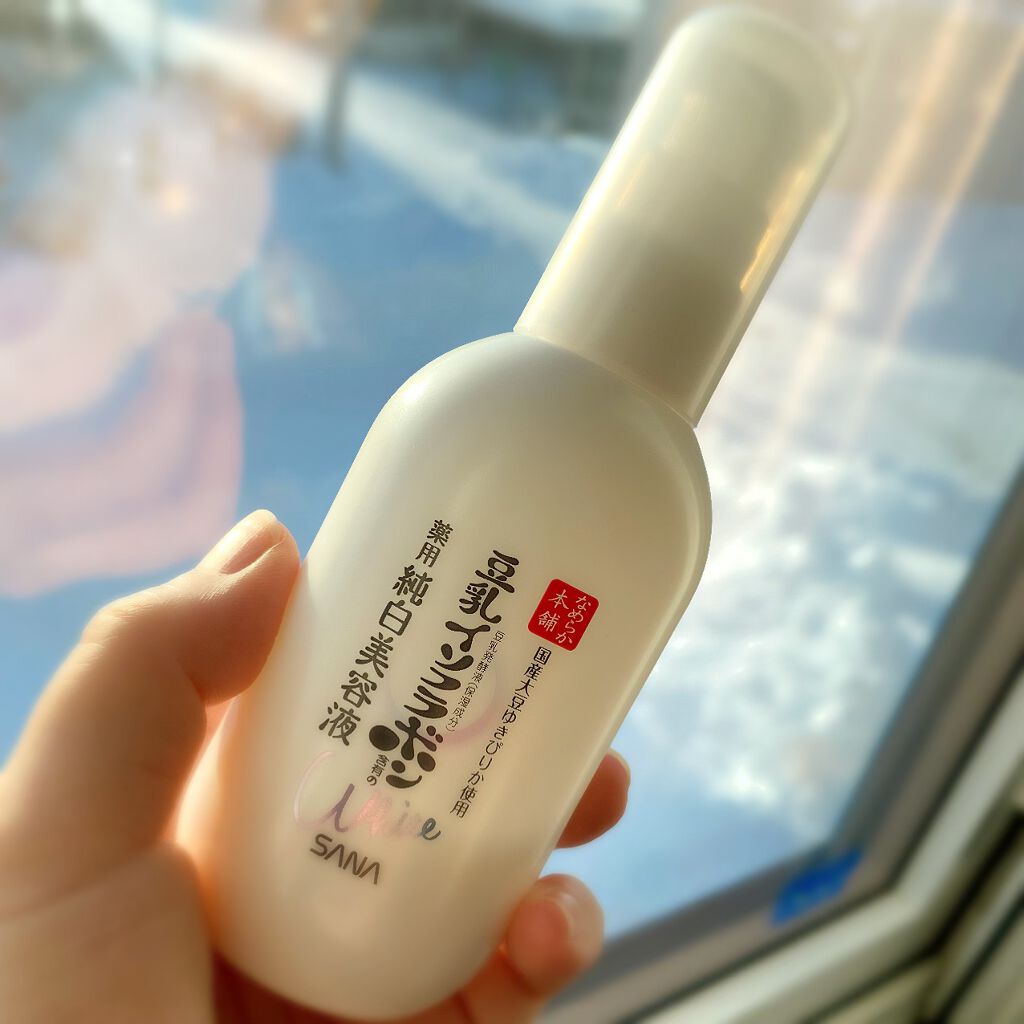 なめらか
本舗
国産大豆ゆきぴりか使用
豆乳イソフラボン含有の
豆乳発酵液(保湿成分)
薬用 純白美容液
White
SANA